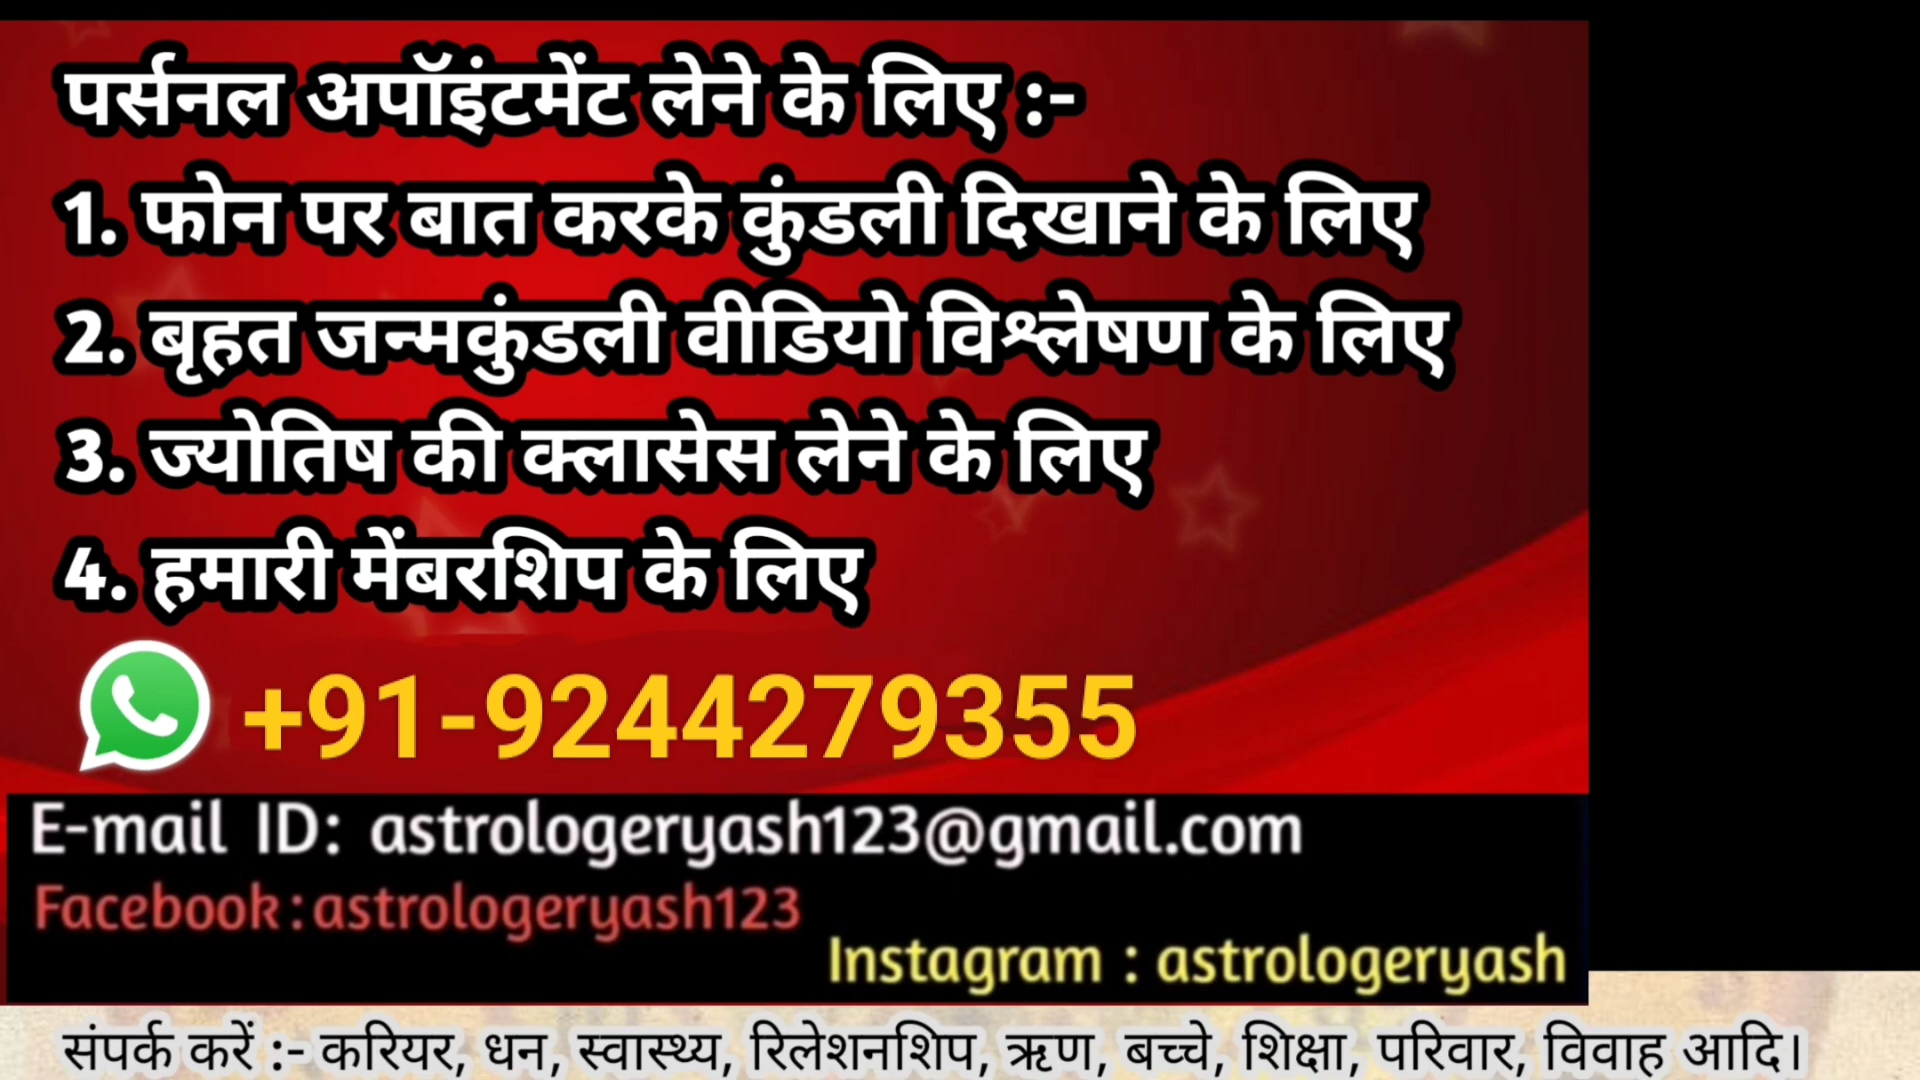 पर्सनल अपॉइंटमेंट लेने के लिए :-
1. फोन पर बात करके कुंडली दिखाने के लिए
2. बृहत जन्मकुंडली वीडियो विश्लेषण के लिए
3. ज्योतिष की क्लासेस लेने के लिए
4. हमारी मेंबरशिप के लिए
+91-9244279355
E-mail ID: astrologeryash123@gmail.com
Facebook : astrologeryash123
Instagram : astrologeryash
संपर्क करें :- करियर, धन, स्वास्थ्य, रिलेशनशिप, ऋण, बच्चे, शिक्षा, परिवार, विवाह आदि।